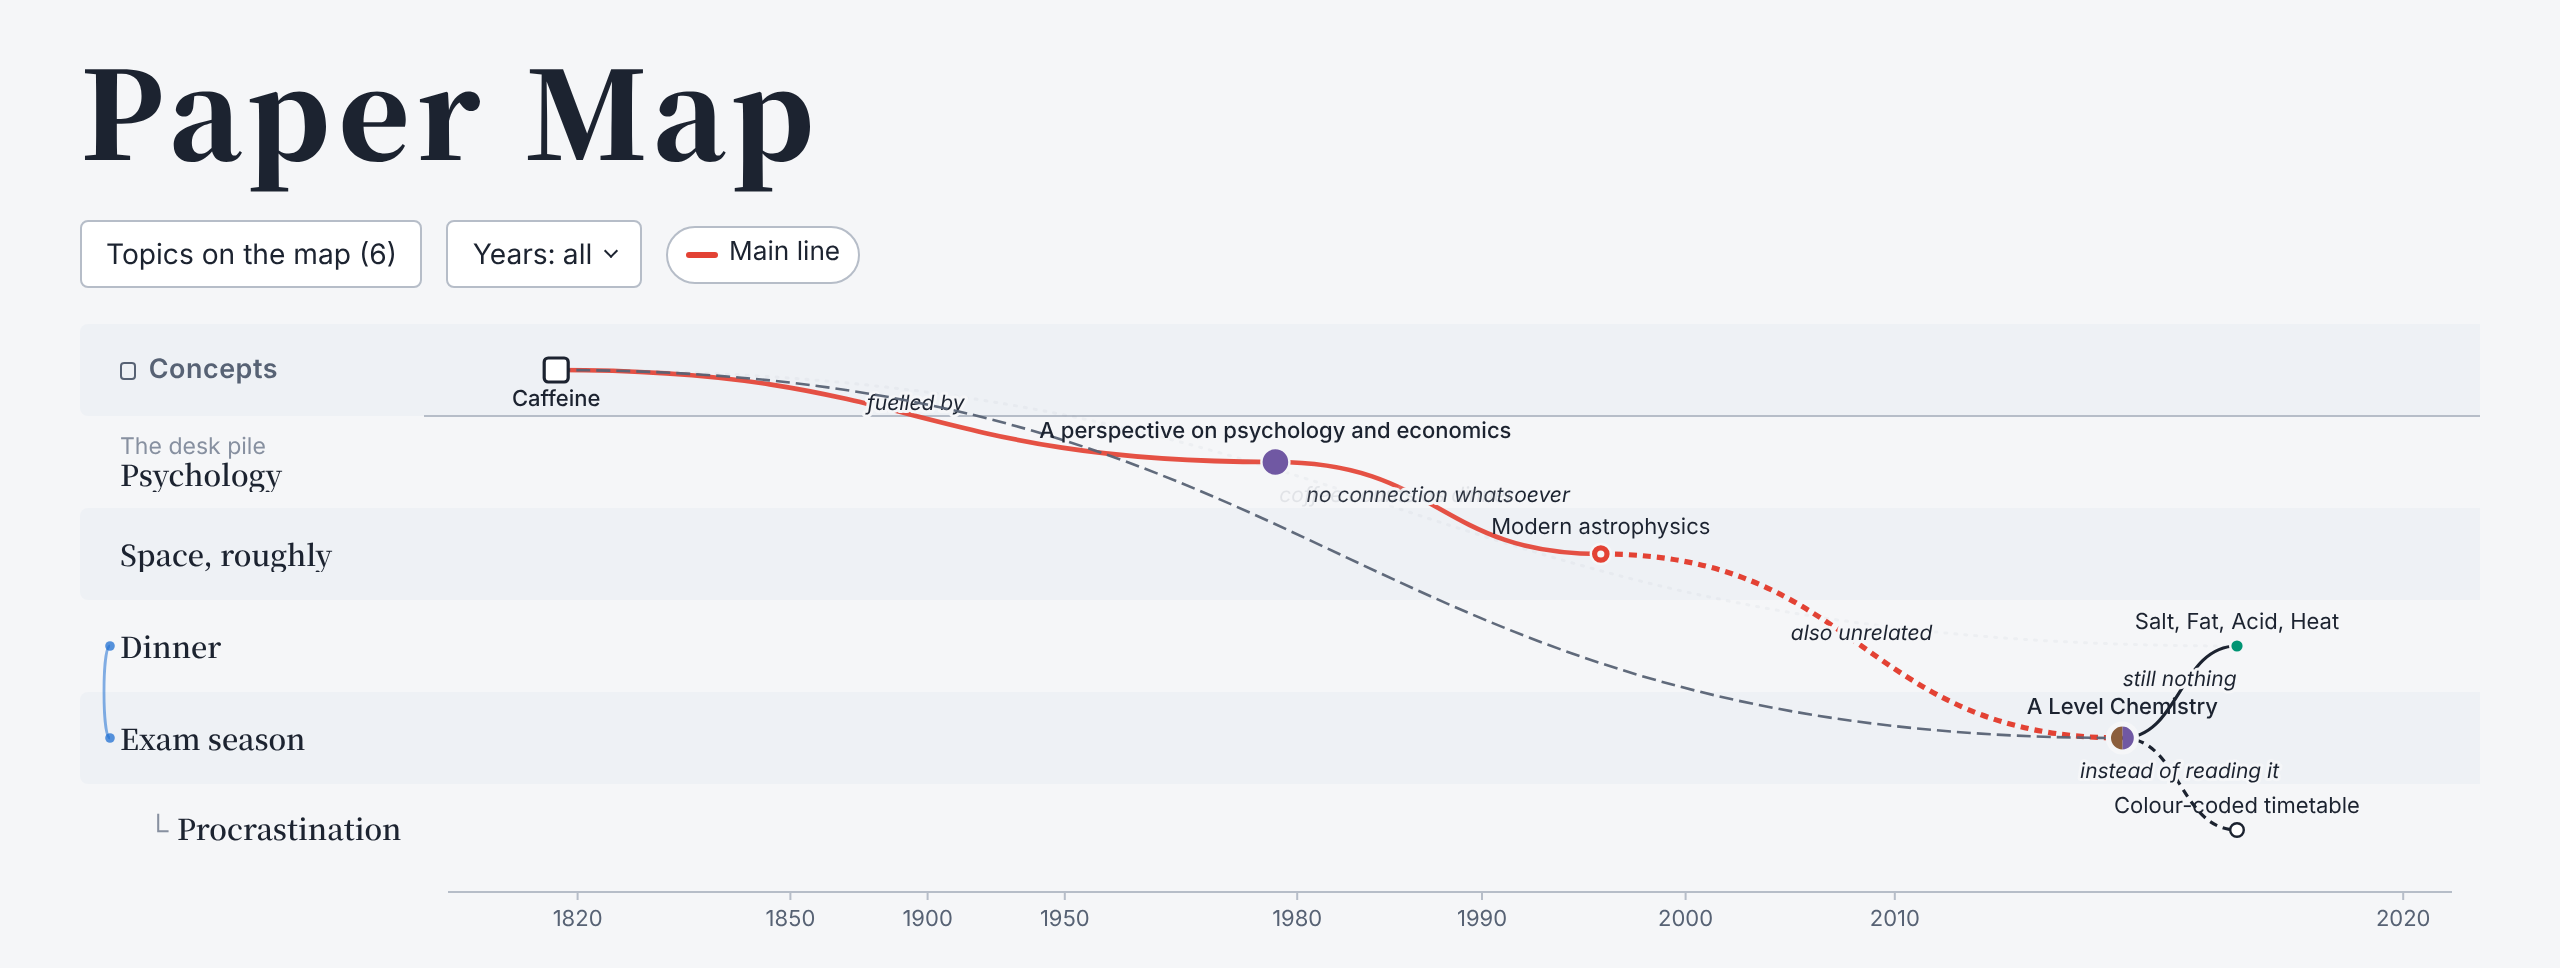 Paper Map
Topics on the map (6)
Years: all
Main line
Concepts
Caffeine
fuelled by
The desk pile
Psychology
A perspective on psychology and economics
no connection whatsoever
Space, roughly
Modern astrophysics
also unrelated
Dinner
Salt, Fat, Acid, Heat
still nothing
Exam season
A Level Chemistry
instead of reading it
Procrastination
Colour-coded timetable
1820 1850 1900 1950 1980 1990 2000 2010 2020